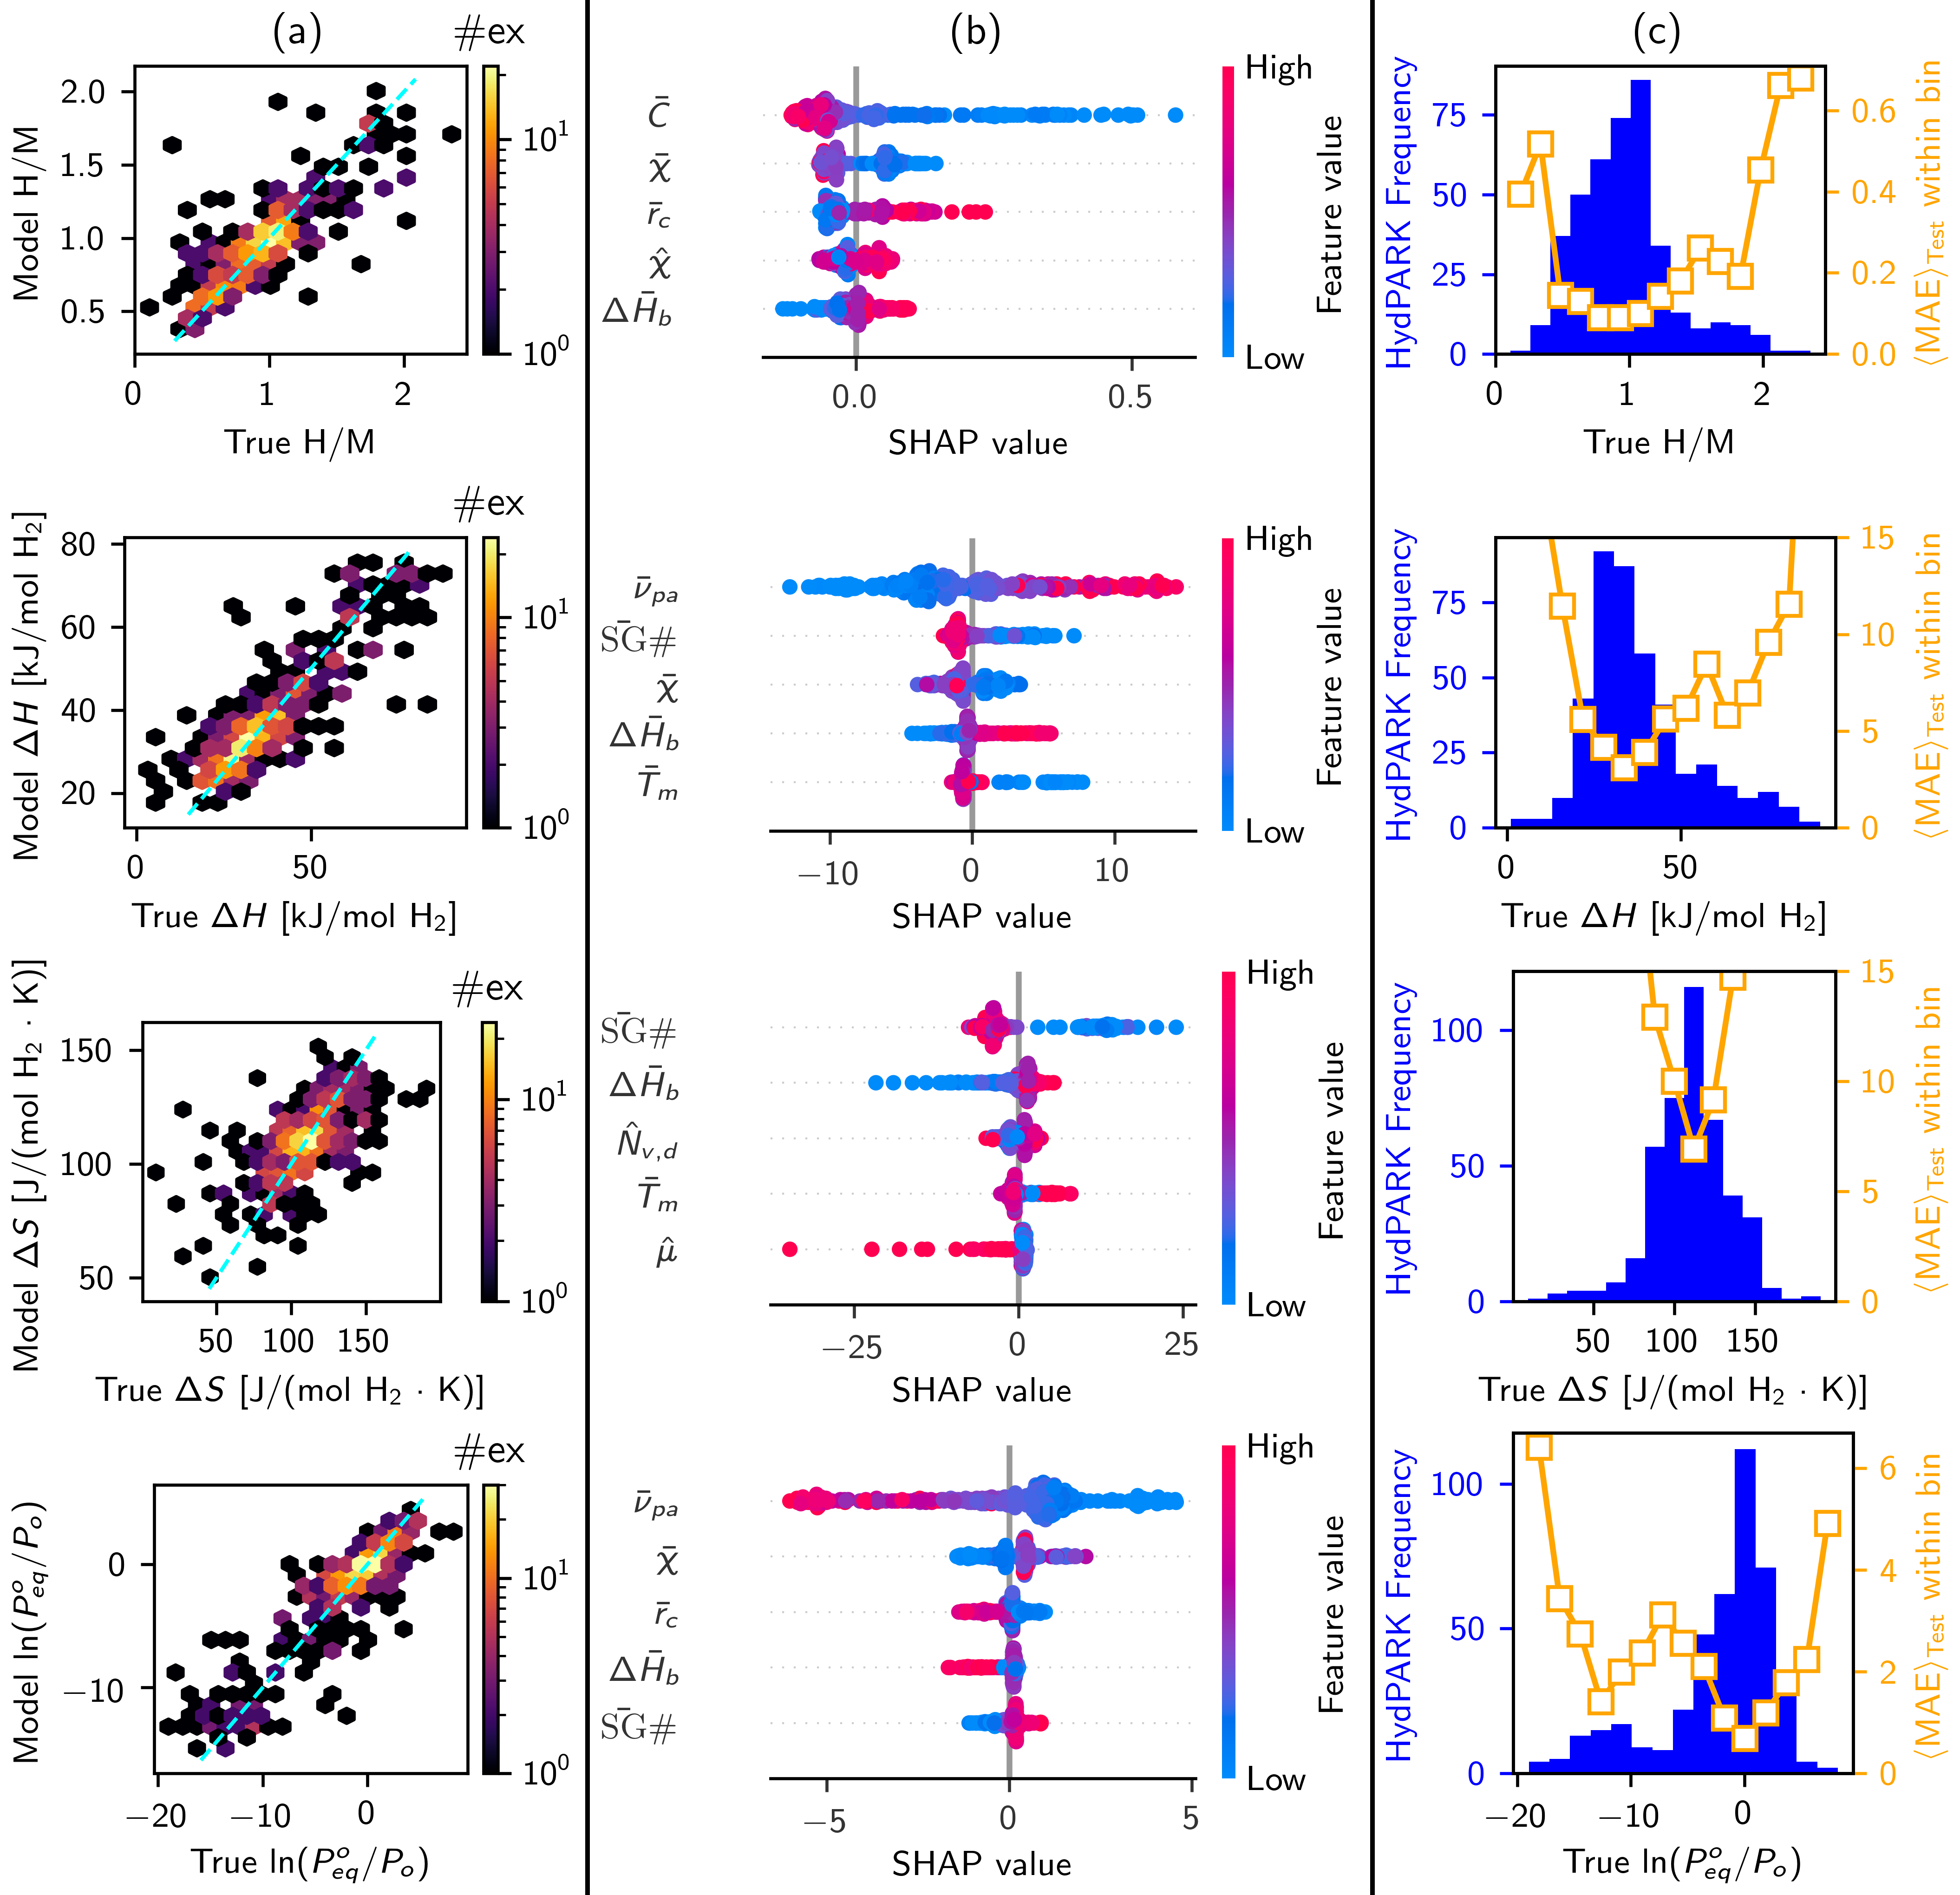 (a)
#ex
(b)
(c)
Model H/M
2.0
1.5
1.0
0.5
0
1
2
True H/M
10¹
10⁰
C̄
χ̄
r̄c
χ̂
ΔH̄b
0.0
0.5
SHAP value
High
Low
Feature value
HydPARK Frequency
75
50
25
0
0
1
2
True H/M
0.6
0.4
0.2
0.0
⟨MAE⟩Test within bin
#ex
Model ΔH [kJ/mol H₂]
80
60
40
20
0
50
True ΔH [kJ/mol H₂]
10¹
10⁰
ν̄pa
SḠ#
χ̄
ΔH̄b
T̄m
−10
0
10
SHAP value
High
Low
Feature value
HydPARK Frequency
75
50
25
0
0
50
True ΔH [kJ/mol H₂]
15
10
5
0
⟨MAE⟩Test within bin
#ex
Model ΔS [J/(mol H₂ · K)]
150
100
50
50
100
150
True ΔS [J/(mol H₂ · K)]
10¹
10⁰
SḠ#
ΔH̄b
N̂v,d
T̄m
μ̂
−25
0
25
SHAP value
High
Low
Feature value
HydPARK Frequency
100
50
0
50
100
150
True ΔS [J/(mol H₂ · K)]
15
10
5
0
⟨MAE⟩Test within bin
#ex
Model ln(P°eq/Po)
0
−10
−20
−10
0
True ln(P°eq/Po)
10¹
10⁰
ν̄pa
χ̄
r̄c
ΔH̄b
SḠ#
−5
0
5
SHAP value
High
Low
Feature value
HydPARK Frequency
100
50
0
−20
−10
0
True ln(P°eq/Po)
6
4
2
0
⟨MAE⟩Test within bin